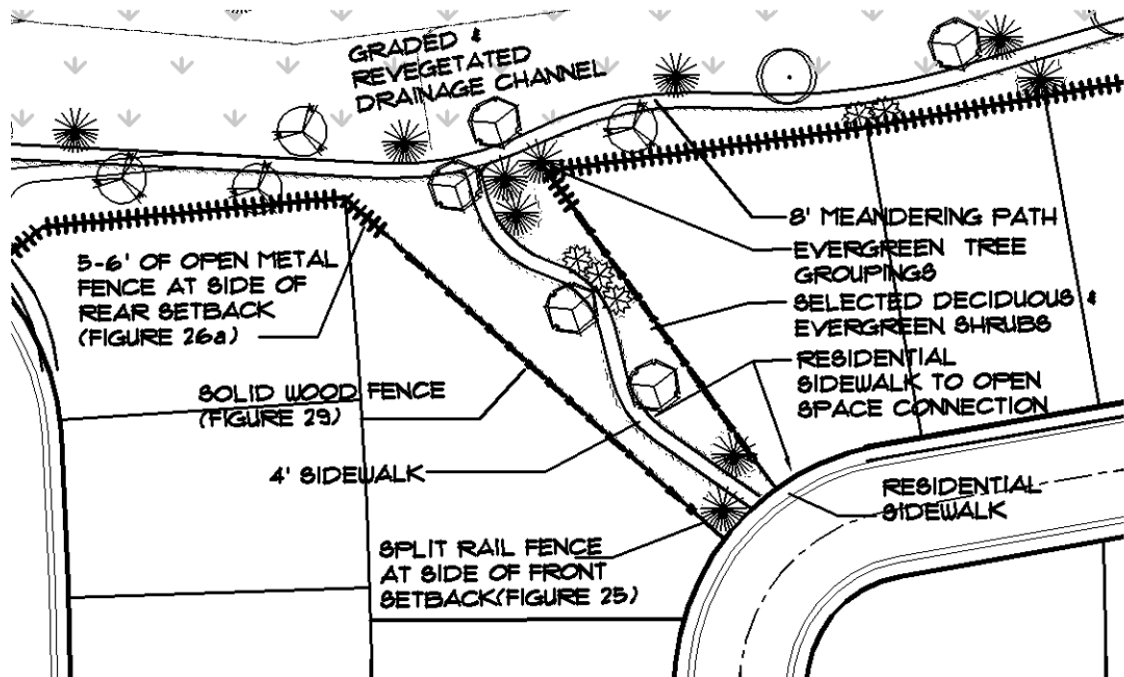 GRADED &
REVEGETATED
DRAINAGE CHANNEL
8' MEANDERING PATH
EVERGREEN TREE
GROUPINGS
5-6' OF OPEN METAL
FENCE AT SIDE OF
REAR SETBACK
(FIGURE 26a)
SELECTED DECIDUOUS &
EVERGREEN SHRUBS
RESIDENTIAL
SIDEWALK TO OPEN
SPACE CONNECTION
SOLID WOOD FENCE
(FIGURE 29)
4' SIDEWALK
RESIDENTIAL
SIDEWALK
SPLIT RAIL FENCE
AT SIDE OF FRONT
SETBACK(FIGURE 25)